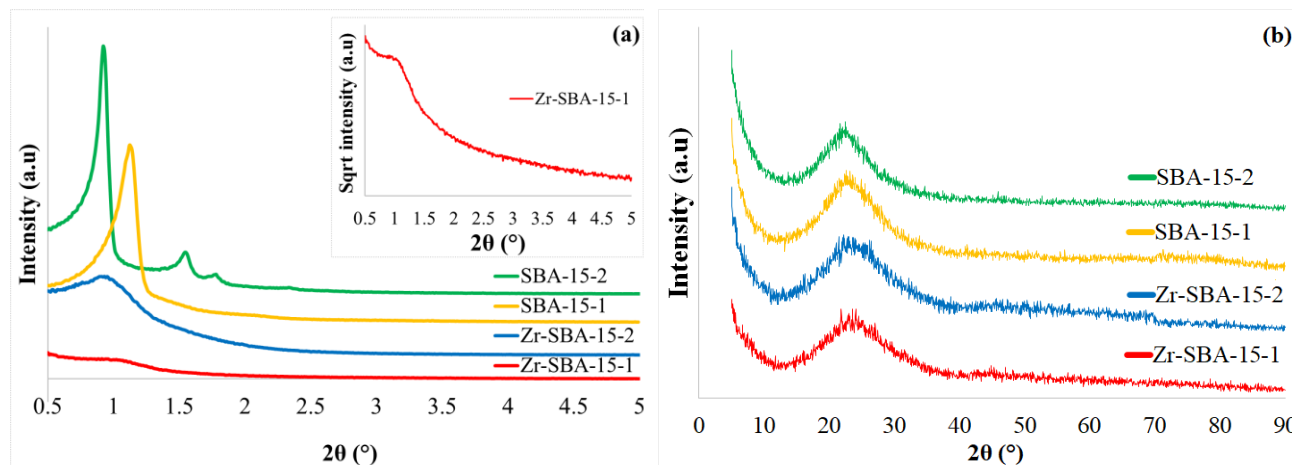 (a)
Intensity (a.u)
Sqrt intensity (a.u)
Zr-SBA-15-1
0.5 1 1.5 2 2.5 3 3.5 4 4.5 5
2θ (°)
SBA-15-2
SBA-15-1
Zr-SBA-15-2
Zr-SBA-15-1
0.5 1 1.5 2 2.5 3 3.5 4 4.5 5
2θ (°)
(b)
Intensity (a.u)
SBA-15-2
SBA-15-1
Zr-SBA-15-2
Zr-SBA-15-1
0 10 20 30 40 50 60 70 80 90
2θ (°)